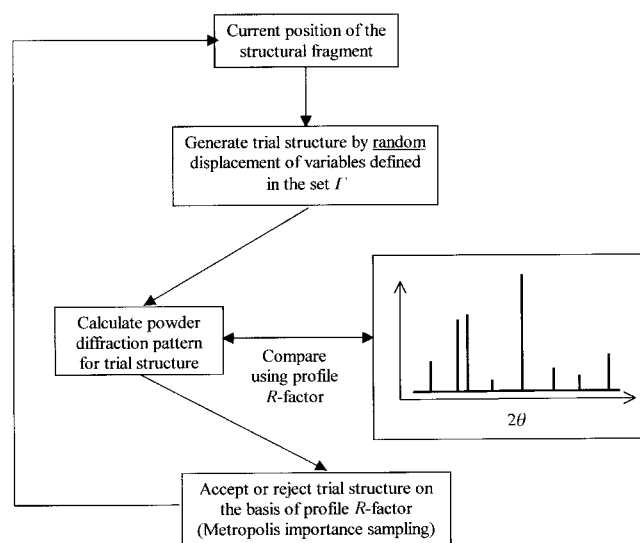 Current position of the
structural fragment
Generate trial structure by random
displacement of variables defined
in the set Γ
Calculate powder
diffraction pattern
for trial structure
Compare
using profile
R-factor
2θ
Accept or reject trial structure on
the basis of profile R-factor
(Metropolis importance sampling)